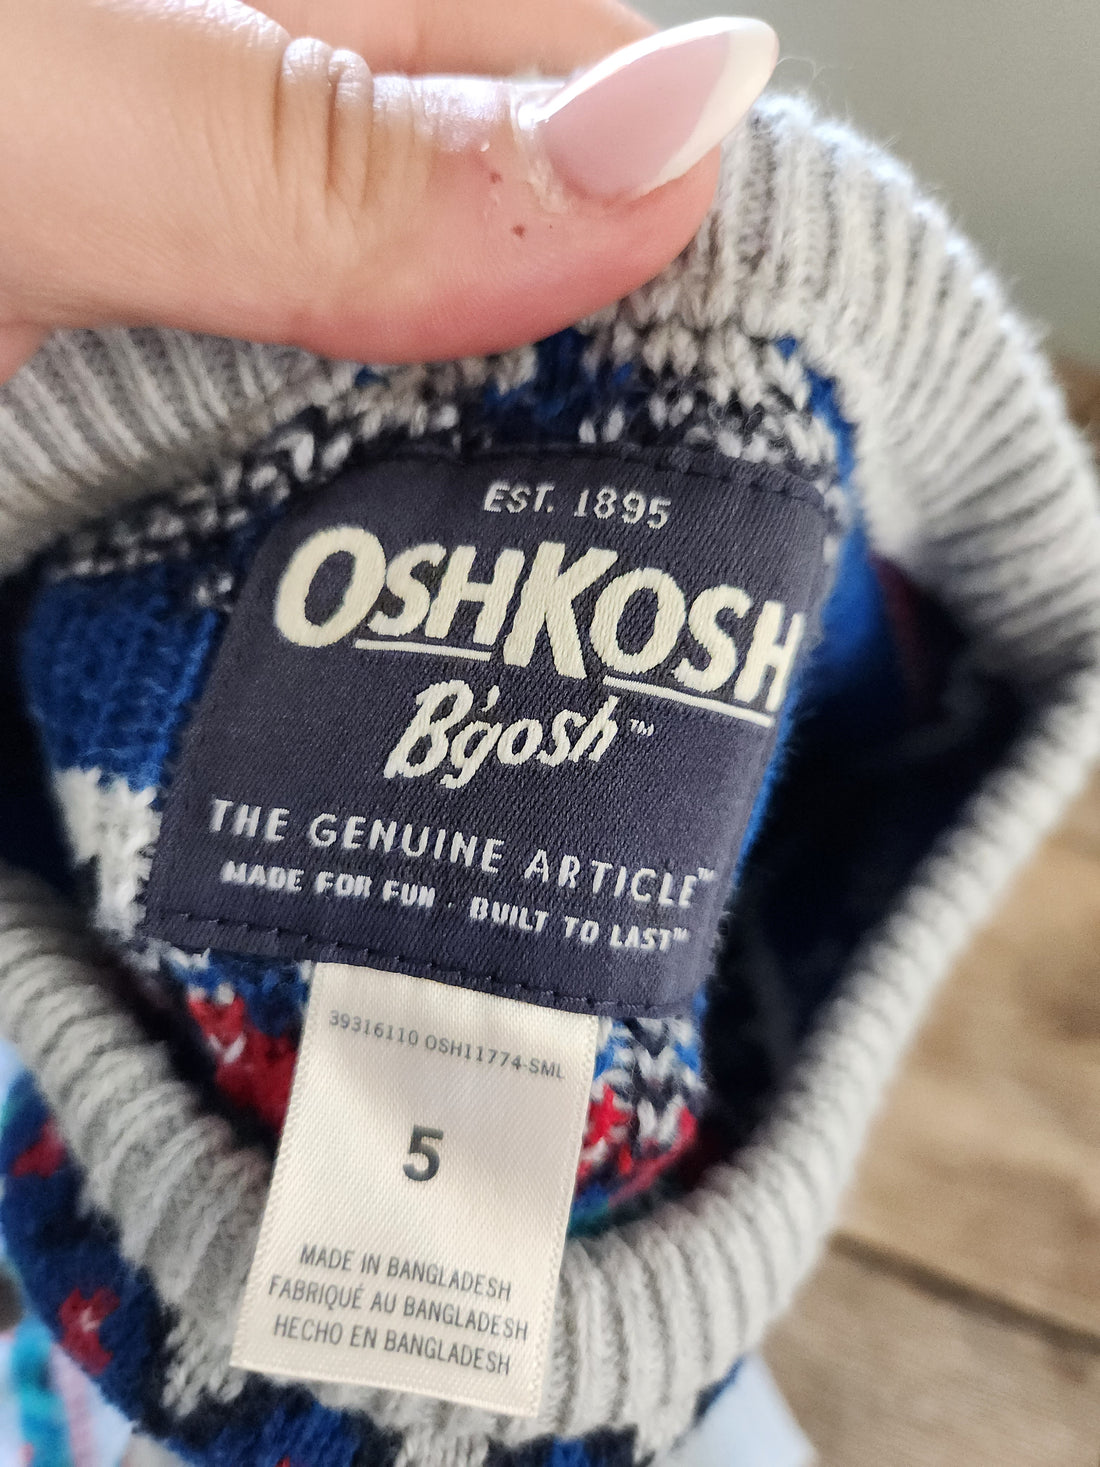 EST. 1895
OSHKOSH
B'gosh™
THE GENUINE ARTICLE™
MADE FOR FUN · BUILT TO LAST™
39316110 OSH11774-SML
5
MADE IN BANGLADESH
FABRIQUÉ AU BANGLADESH
HECHO EN BANGLADESH